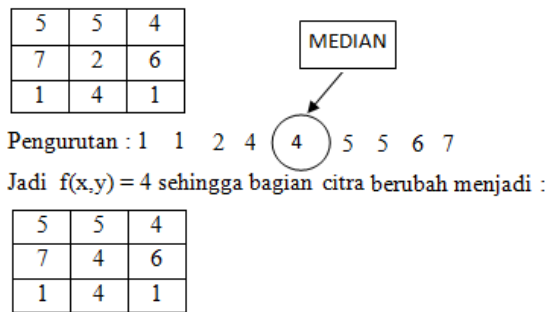 5 5 4
7 2 6
1 4 1
MEDIAN
Pengurutan : 1 1 2 4 4 5 5 6 7
Jadi f(x,y) = 4 sehingga bagian citra berubah menjadi :
5 5 4
7 4 6
1 4 1